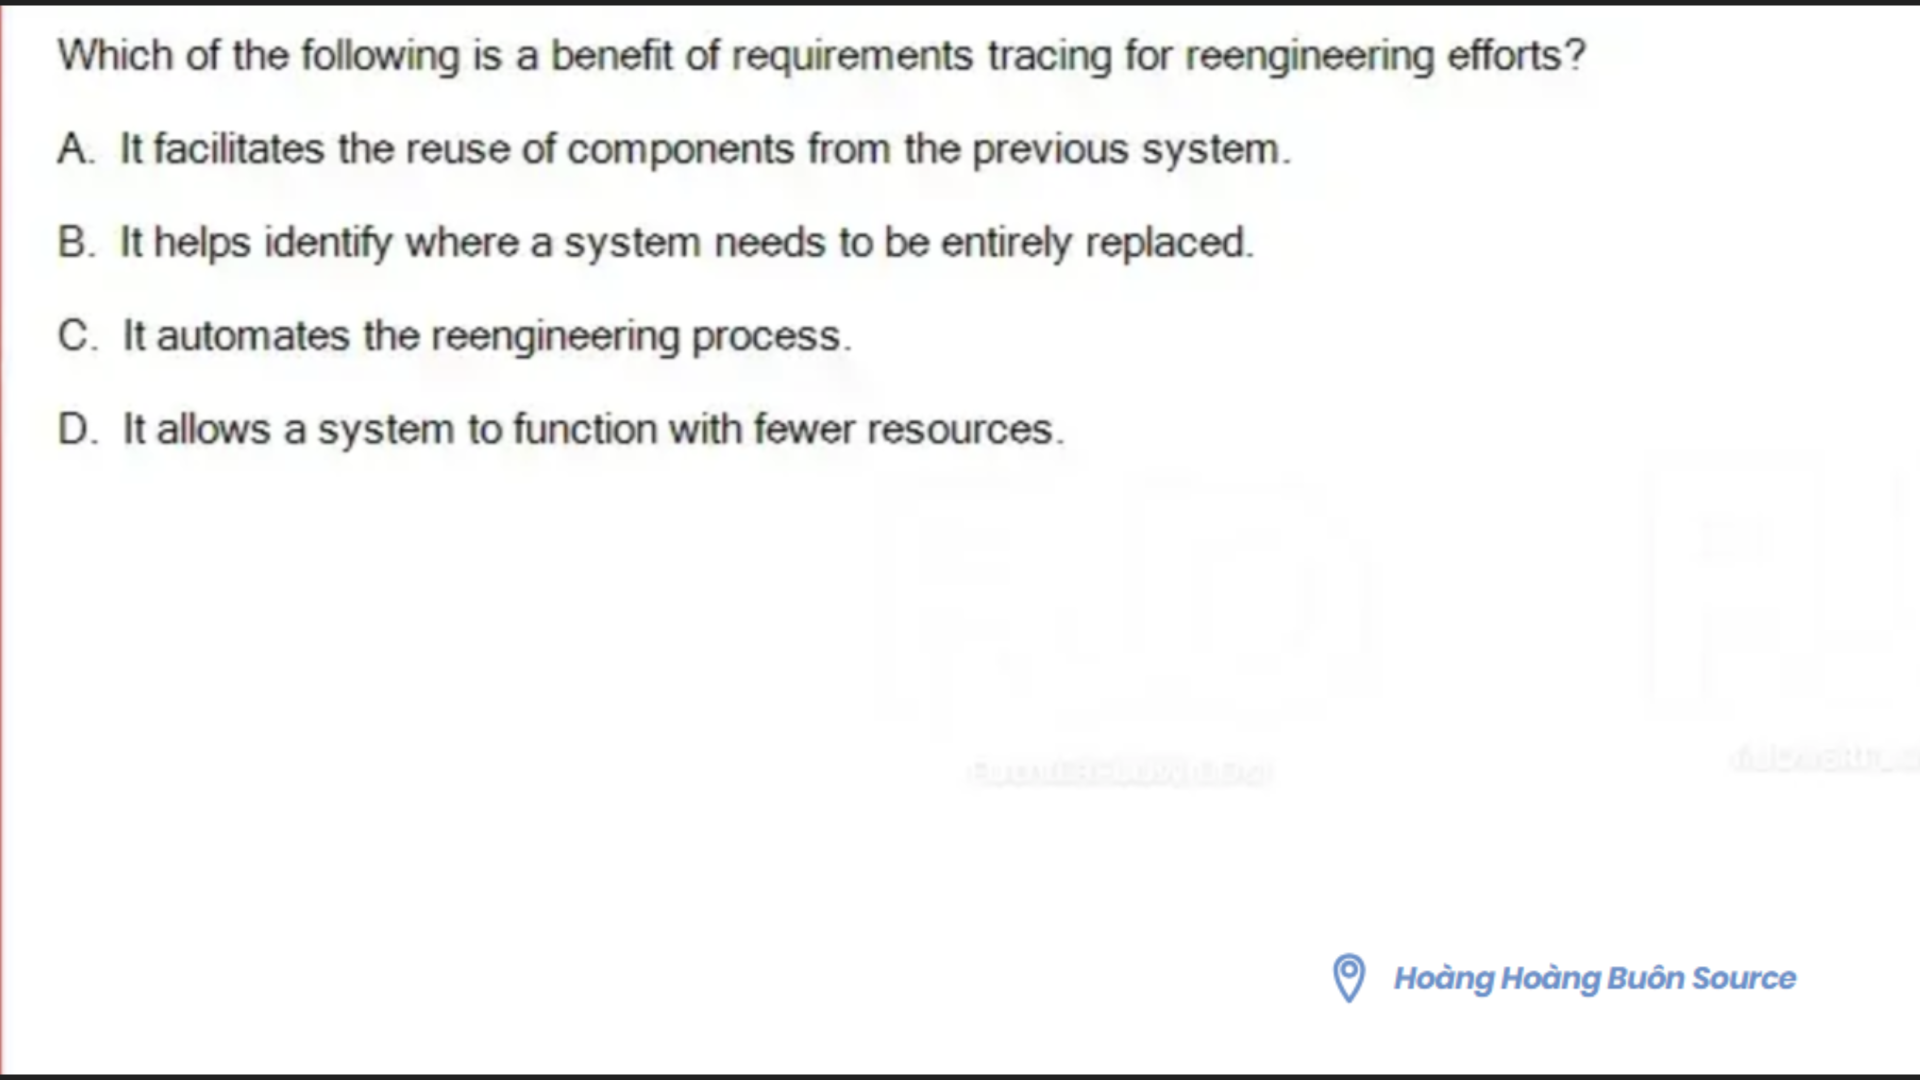 Which of the following is a benefit of requirements tracing for reengineering efforts?
A. It facilitates the reuse of components from the previous system.
B. It helps identify where a system needs to be entirely replaced.
C. It automates the reengineering process.
D. It allows a system to function with fewer resources.
Hoàng Hoàng Buôn Source